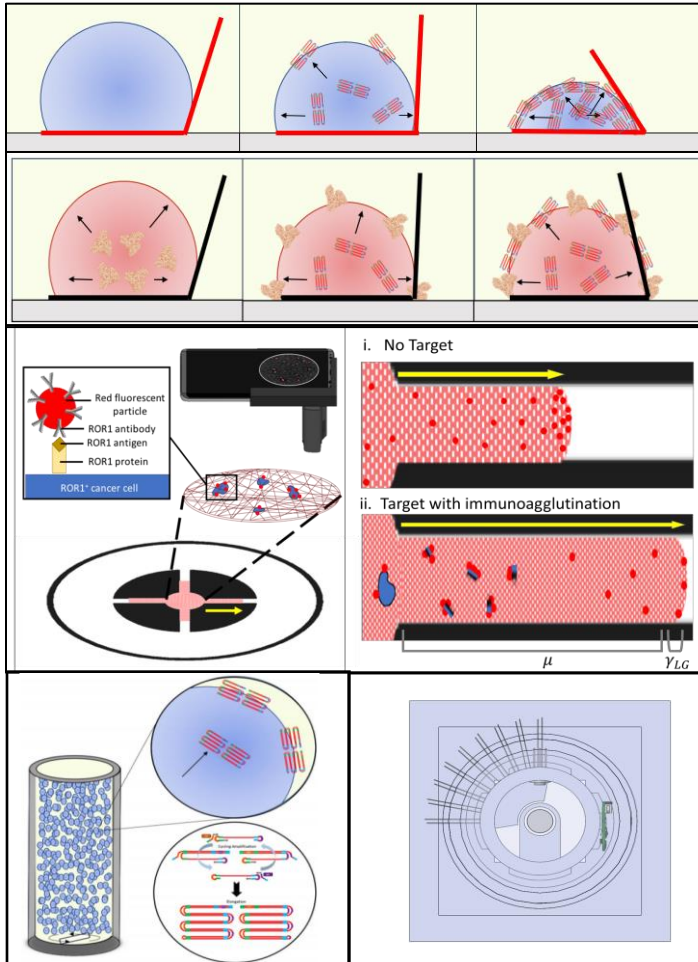 Red fluorescent
particle
ROR1 antibody
ROR1 antigen
ROR1 protein
ROR1⁺ cancer cell
i. No Target
ii. Target with immunoagglutination
μ
γLG
Elongation